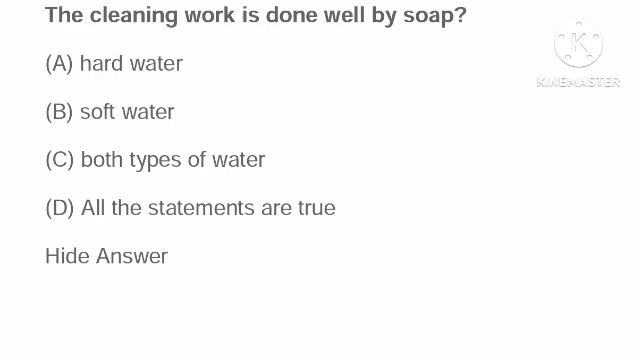 The cleaning work is done well by soap?
(A) hard water
(B) soft water
(C) both types of water
(D) All the statements are true
Hide Answer
K
KINEMASTER